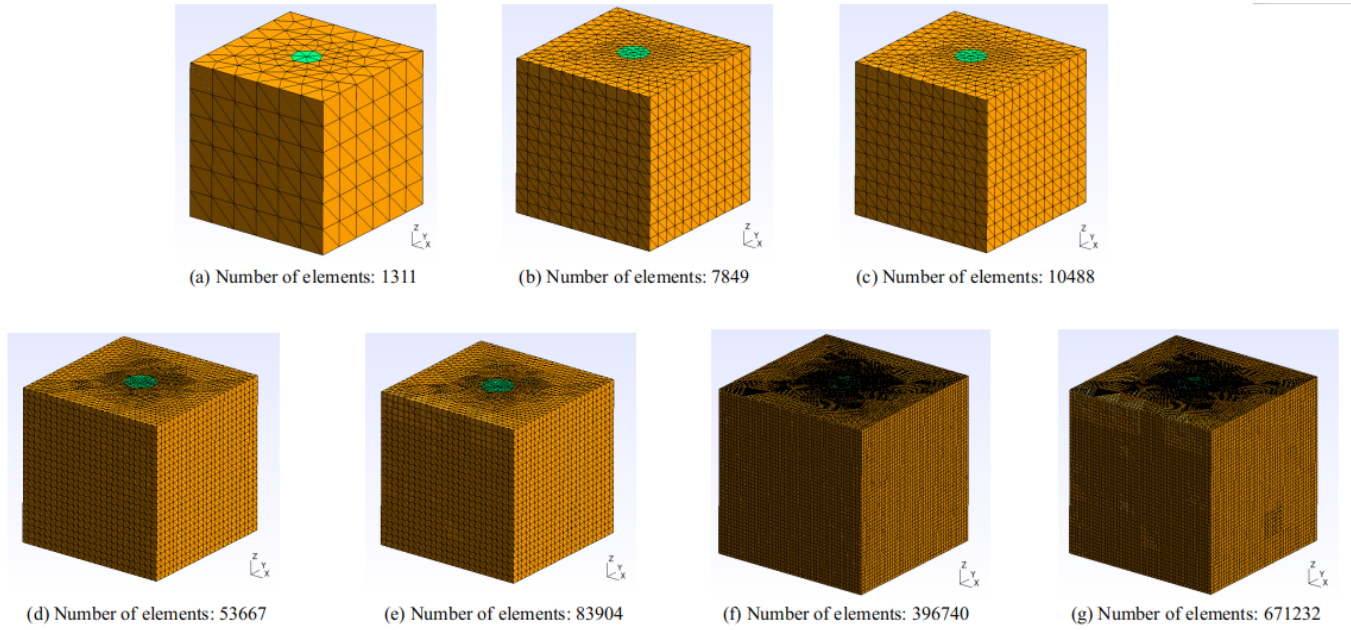 Z
Y
X
Z
Y
X
Z
Y
X
(a) Number of elements: 1311
(b) Number of elements: 7849
(c) Number of elements: 10488
Z
Y
X
Z
Y
X
Z
Y
X
Z
Y
X
(d) Number of elements: 53667
(e) Number of elements: 83904
(f) Number of elements: 396740
(g) Number of elements: 671232